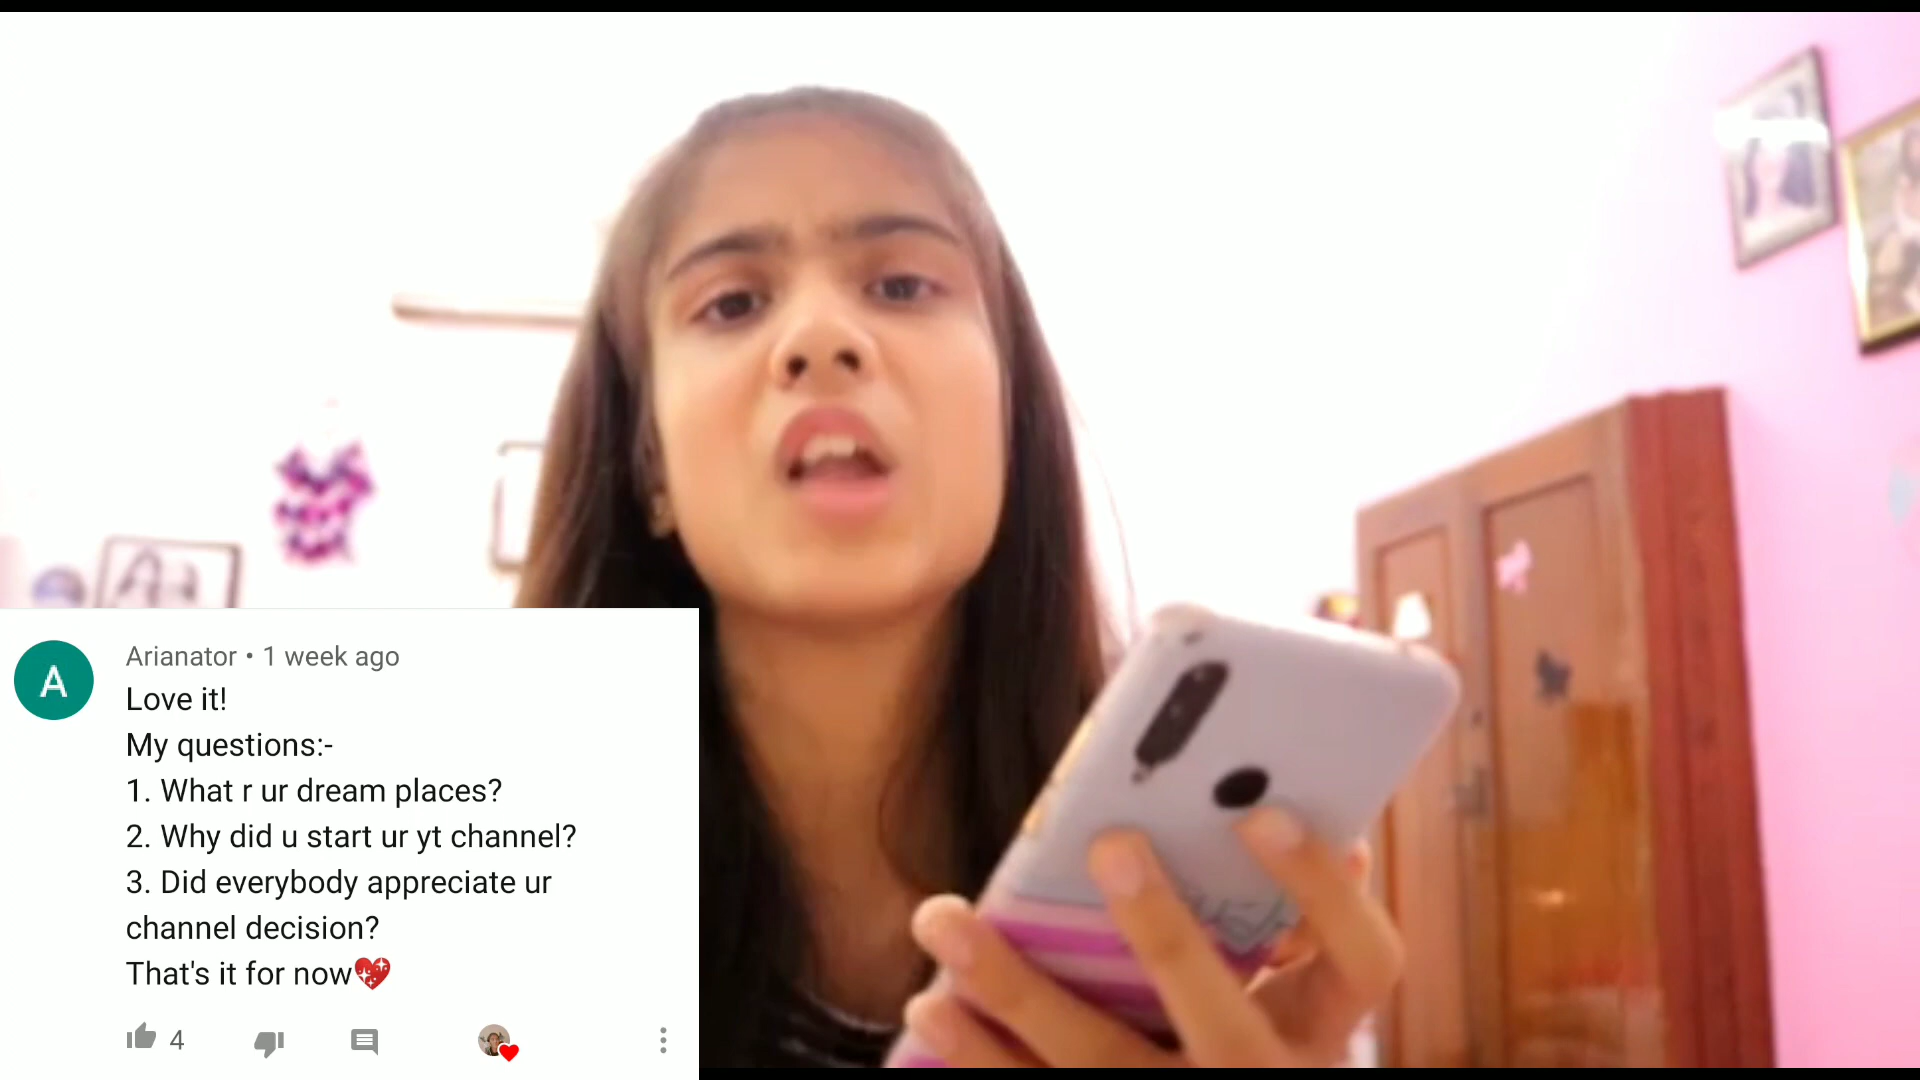 A
Arianator • 1 week ago
Love it!
My questions:-
1. What r ur dream places?
2. Why did u start ur yt channel?
3. Did everybody appreciate ur
channel decision?
That's it for now💖
4